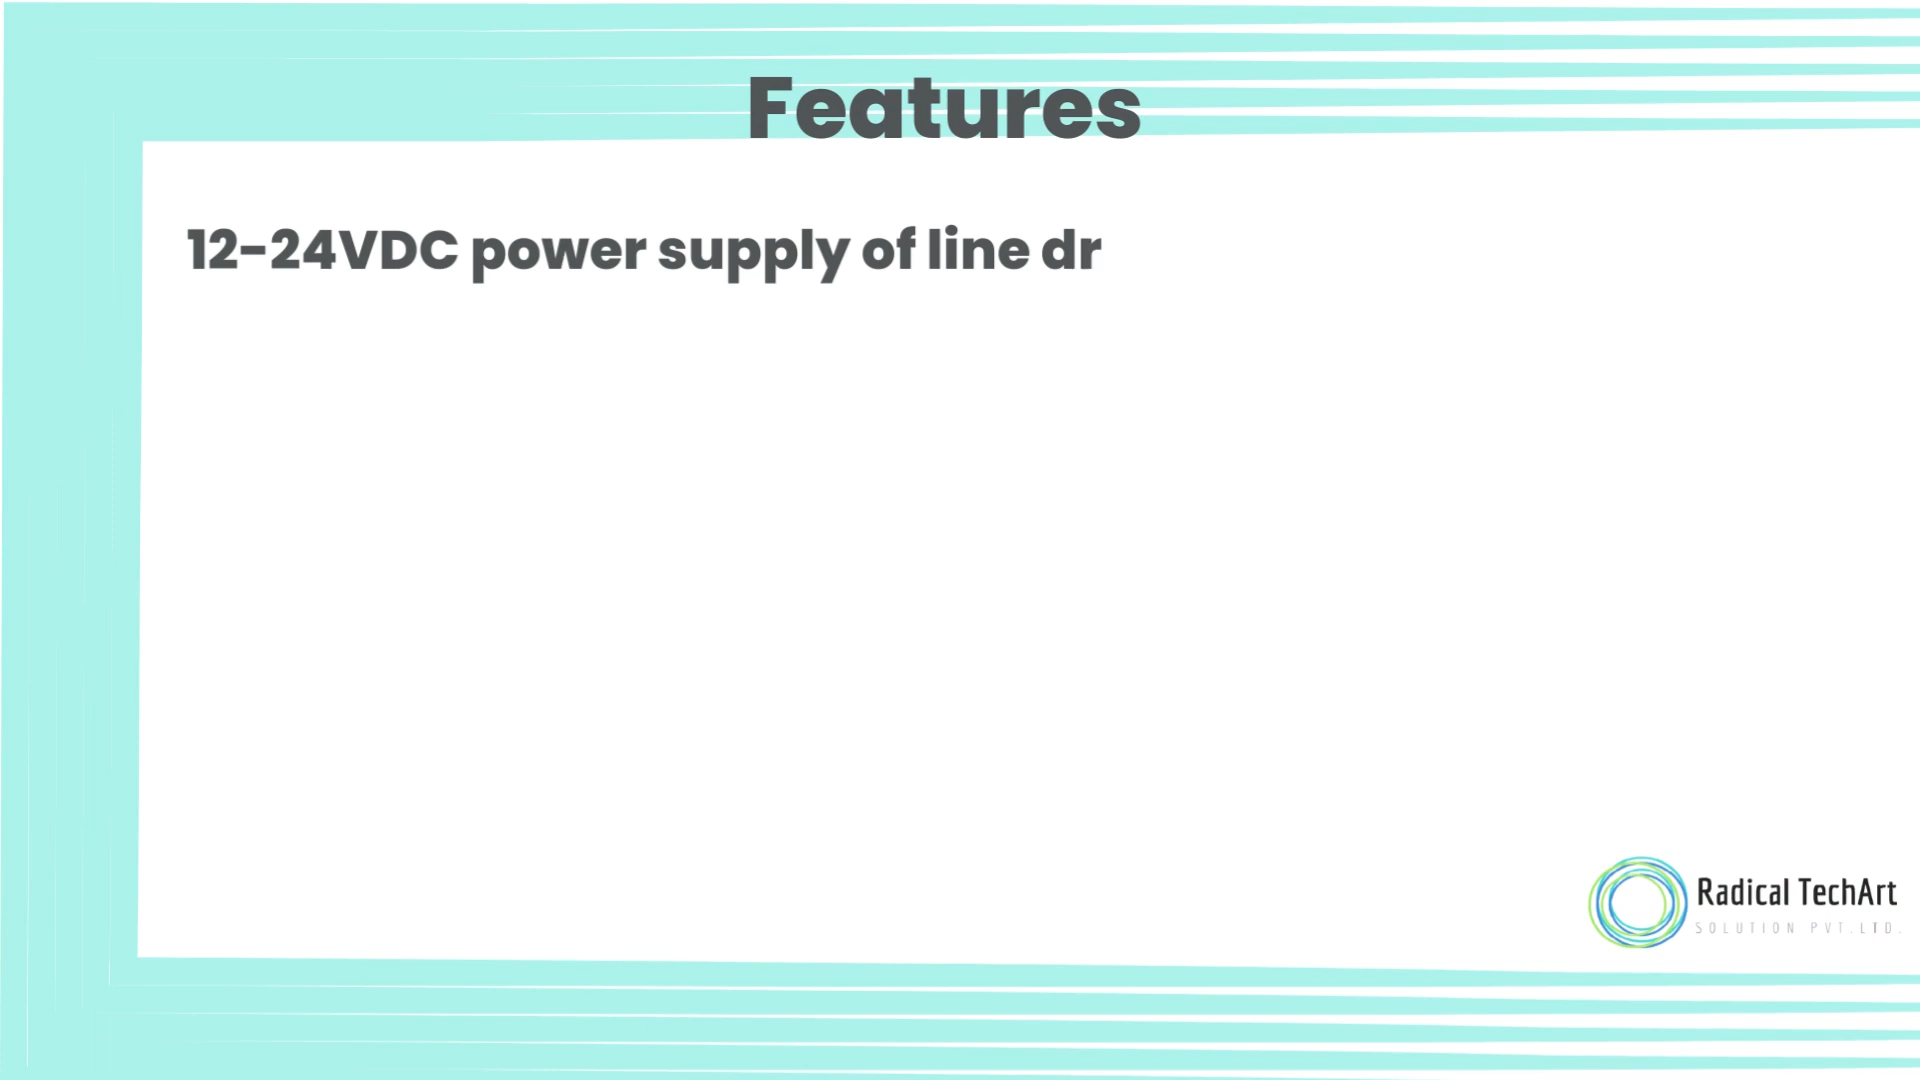 Features
12-24VDC power supply of line dr
Radical TechArt
SOLUTION PVT.LTD.